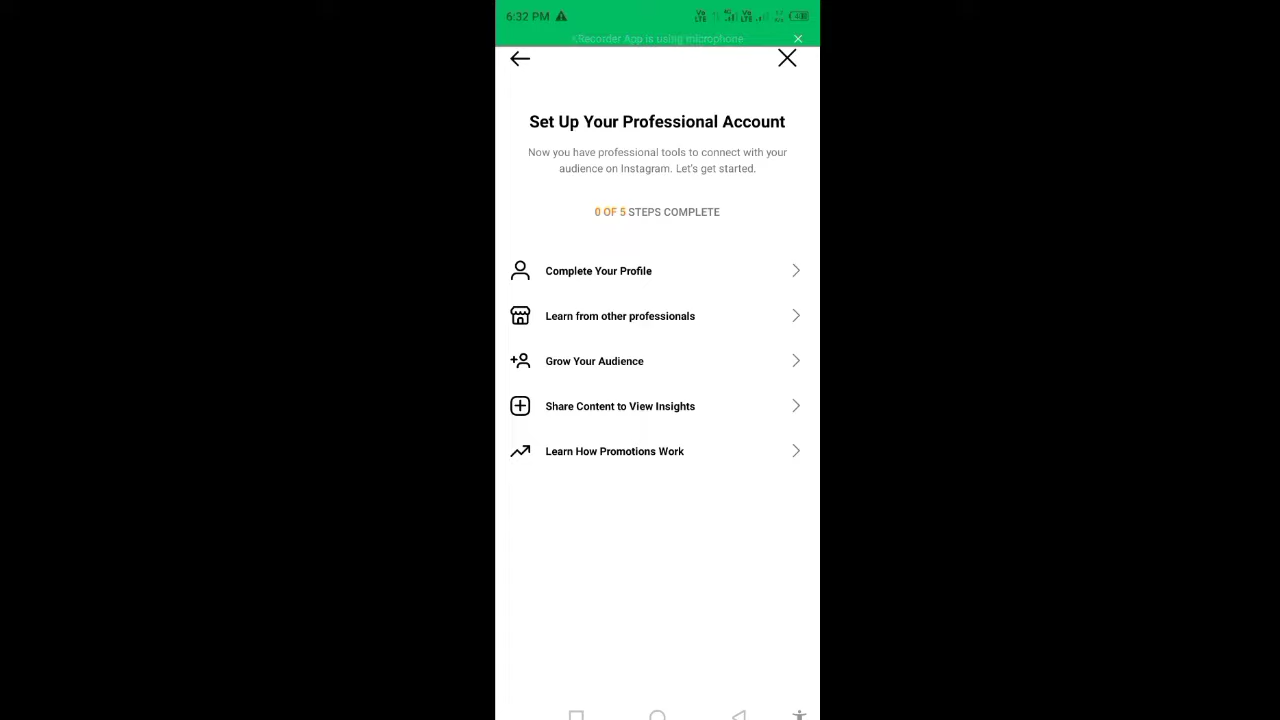 6:32 PM
Recorder App is using microphone
Set Up Your Professional Account
Now you have professional tools to connect with your
audience on Instagram. Let's get started.
0 OF 5 STEPS COMPLETE
Complete Your Profile
Learn from other professionals
Grow Your Audience
Share Content to View Insights
Learn How Promotions Work